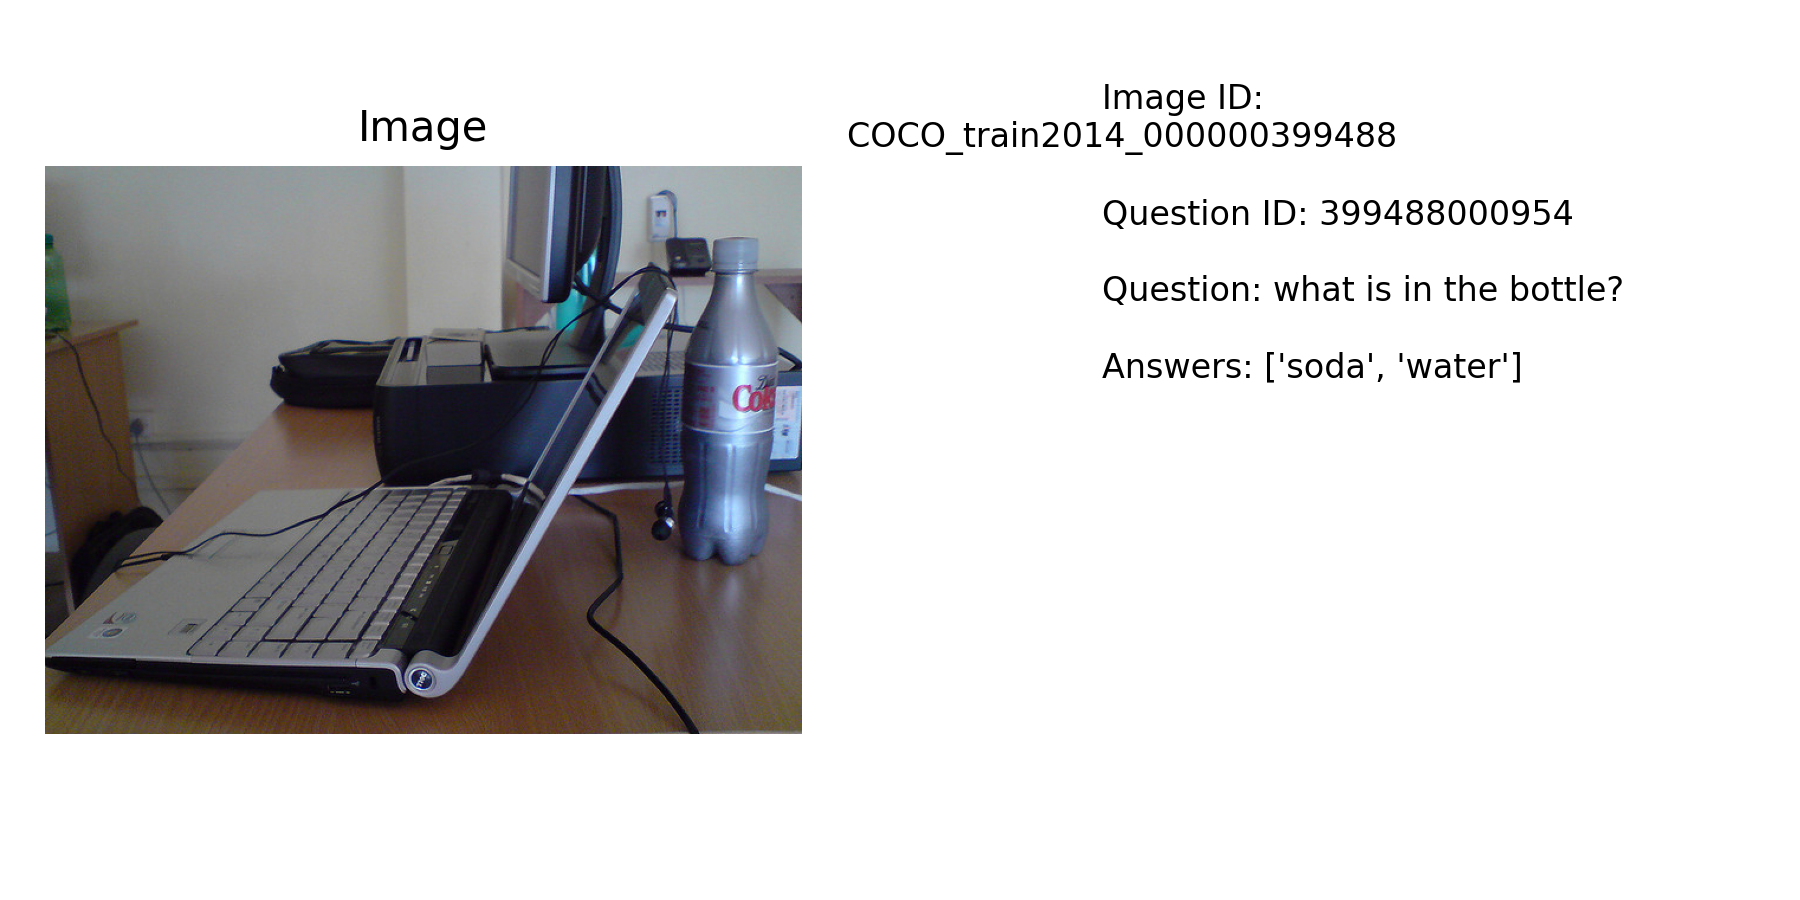 Image
Image ID:
COCO_train2014_000000399488
Question ID: 399488000954
Question: what is in the bottle?
Answers: ['soda', 'water']